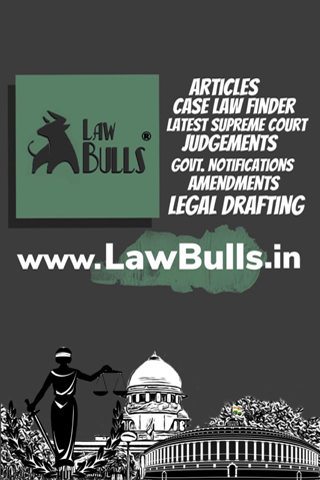 LAW
BULLS®
ARTICLES
CASE LAW FINDER
LATEST SUPREME COURT
JUDGEMENTS
GOVT. NOTIFICATIONS
AMENDMENTS
LEGAL DRAFTING
www.LawBulls.in